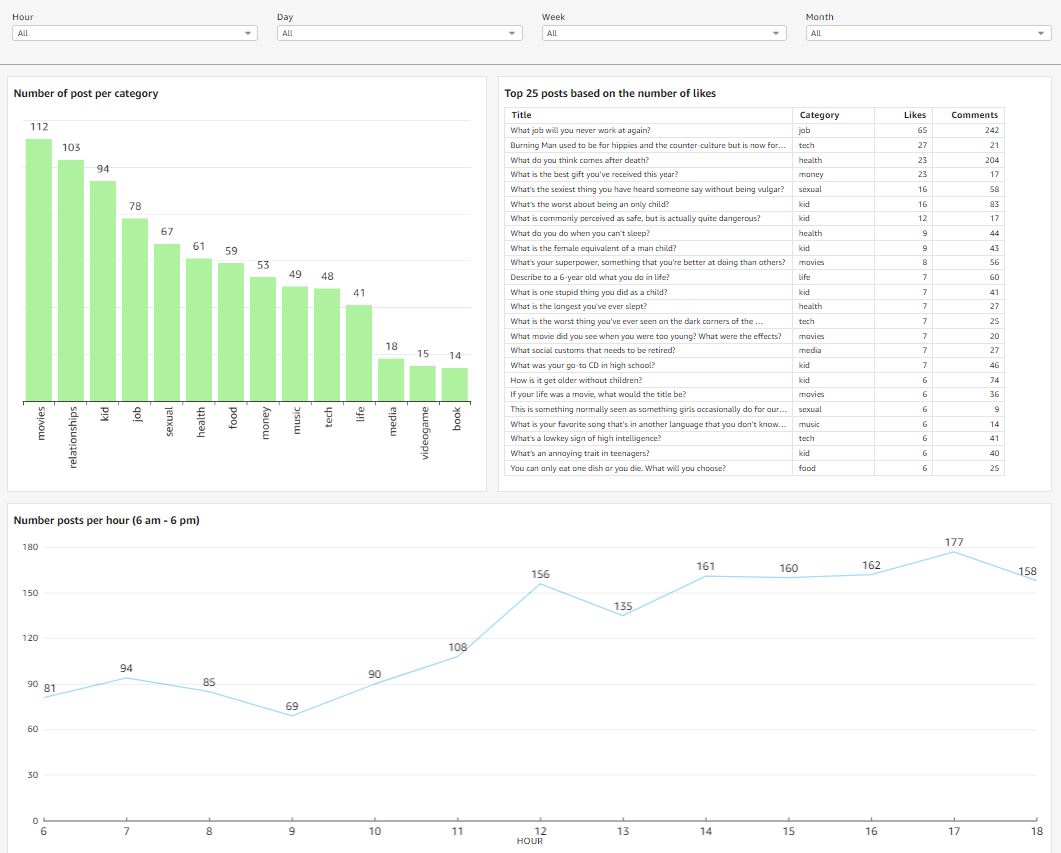 Hour Day Week Month
All All All All
Number of post per category
112
103
94
78
67
61
59
53
49
48
41
18
15
14
movies relationships kid job sexual health food money music tech life media videogame book
Top 25 posts based on the number of likes
Title Category Likes Comments
What job will you never work at again? job 65 242
Burning Man used to be for hippies and the counter-culture but is now for... tech 27 21
What do you think comes after death? health 23 204
What is the best gift you've received this year? money 23 17
What's the sexiest thing you have heard someone say without being vulgar? sexual 16 58
What's the worst about being an only child? kid 16 83
What is commonly perceived as safe, but is actually quite dangerous? kid 12 17
What do you do when you can't sleep? health 9 44
What is the female equivalent of a man child? kid 9 43
What's your superpower, something that you're better at doing than others? movies 8 56
Describe to a 6-year old what you do in life? life 7 60
What is one stupid thing you did as a child? kid 7 41
What is the longest you've ever slept? health 7 27
What is the worst thing you've ever seen on the dark corners of the ... tech 7 25
What movie did you see when you were too young? What were the effects? movies 7 20
What social customs that needs to be retired? media 7 27
What was your go-to CD in high school? kid 7 46
How is it get older without children? kid 6 74
If your life was a movie, what would the title be? movies 6 36
This is something normally seen as something girls occasionally do for our... sexual 6 9
What is your favorite song that's in another language that you don't know... music 6 14
What's a lowkey sign of high intelligence? tech 6 41
What's an annoying trait in teenagers? kid 6 40
You can only eat one dish or you die. What will you choose? food 6 25
Number posts per hour (6 am - 6 pm)
180
150
120
90
60
30
0
81 94 85 69 90 108 156 135 161 160 162 177 158
6 7 8 9 10 11 12 13 14 15 16 17 18
HOUR